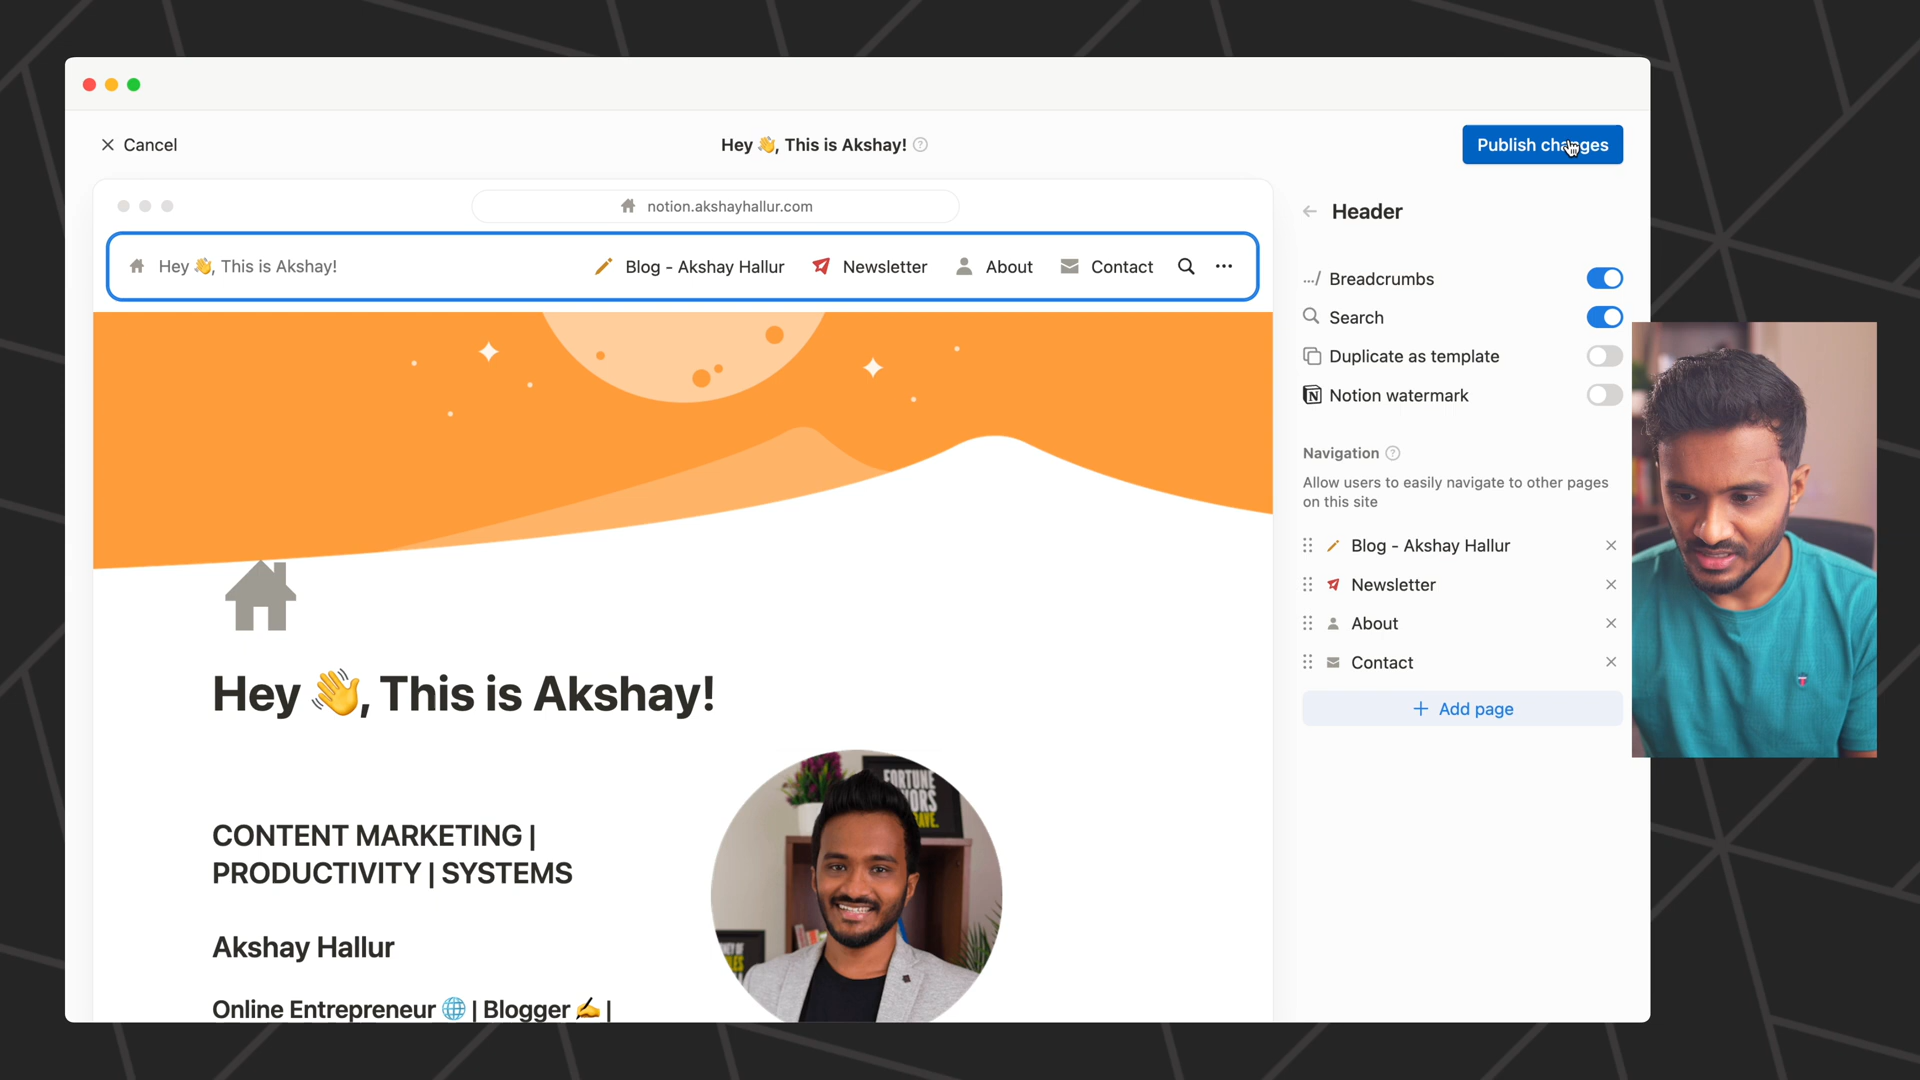 Cancel
Hey 👋, This is Akshay!
Publish changes
notion.akshayhallur.com
Hey 👋, This is Akshay!
Blog - Akshay Hallur
Newsletter
About
Contact
Hey 👋, This is Akshay!
CONTENT MARKETING |
PRODUCTIVITY | SYSTEMS
Akshay Hallur
Online Entrepreneur 🌐 | Blogger ✍️ |
FORTUNE
Header
Breadcrumbs
Search
Duplicate as template
Notion watermark
Navigation
Allow users to easily navigate to other pages
on this site
Blog - Akshay Hallur
Newsletter
About
Contact
+ Add page